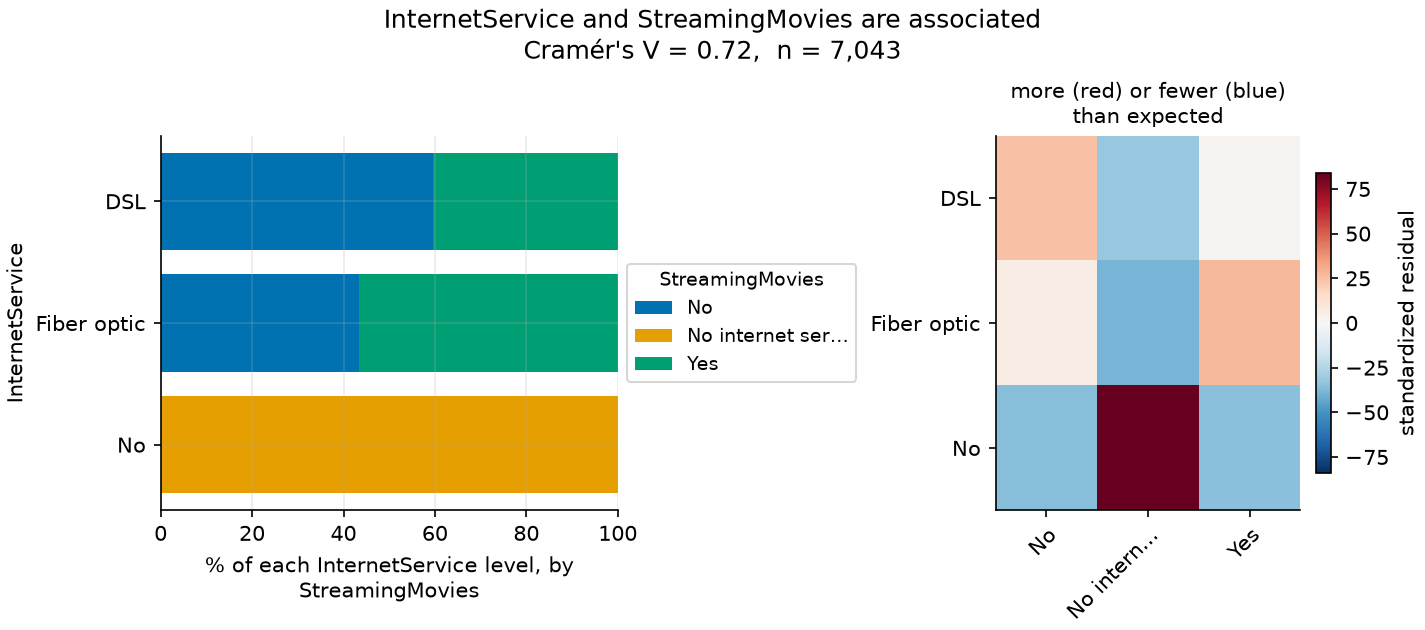 InternetService and StreamingMovies are associated
Cramér's V = 0.72,  n = 7,043
InternetService
DSL
Fiber optic
No
0 20 40 60 80 100
% of each InternetService level, by
StreamingMovies
StreamingMovies
No
No internet ser...
Yes
more (red) or fewer (blue)
than expected
DSL
Fiber optic
No
No No intern... Yes
75
50
25
0
−25
−50
−75
standardized residual